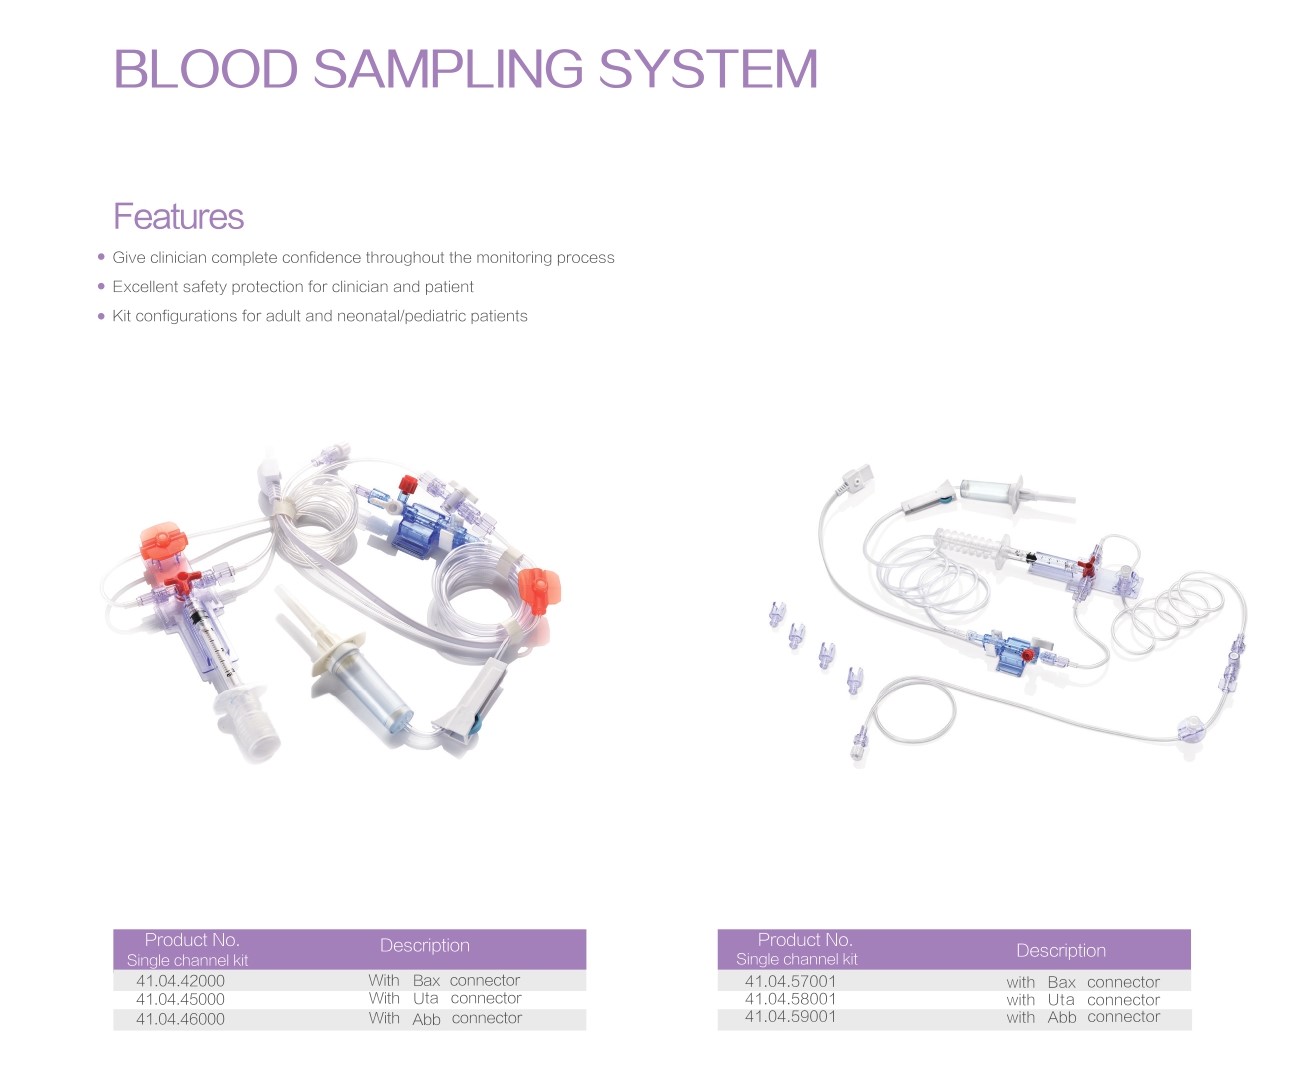 BLOOD SAMPLING SYSTEM
Features
Give clinician complete confidence throughout the monitoring process
Excellent safety protection for clinician and patient
Kit configurations for adult and neonatal/pediatric patients
Product No.
Single channel kit
Description
41.04.42000 With Bax connector
41.04.45000 With Uta connector
41.04.46000 With Abb connector
Product No.
Single channel kit
Description
41.04.57001 with Bax connector
41.04.58001 with Uta connector
41.04.59001 with Abb connector